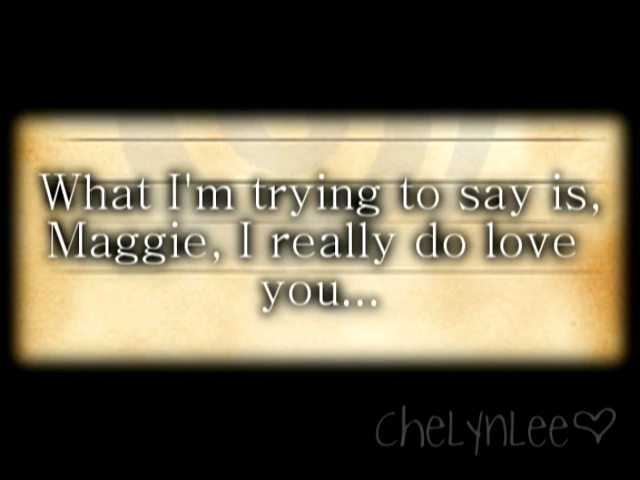 What I'm trying to say is,
Maggie, I really do love
you...
CheLynLee♡